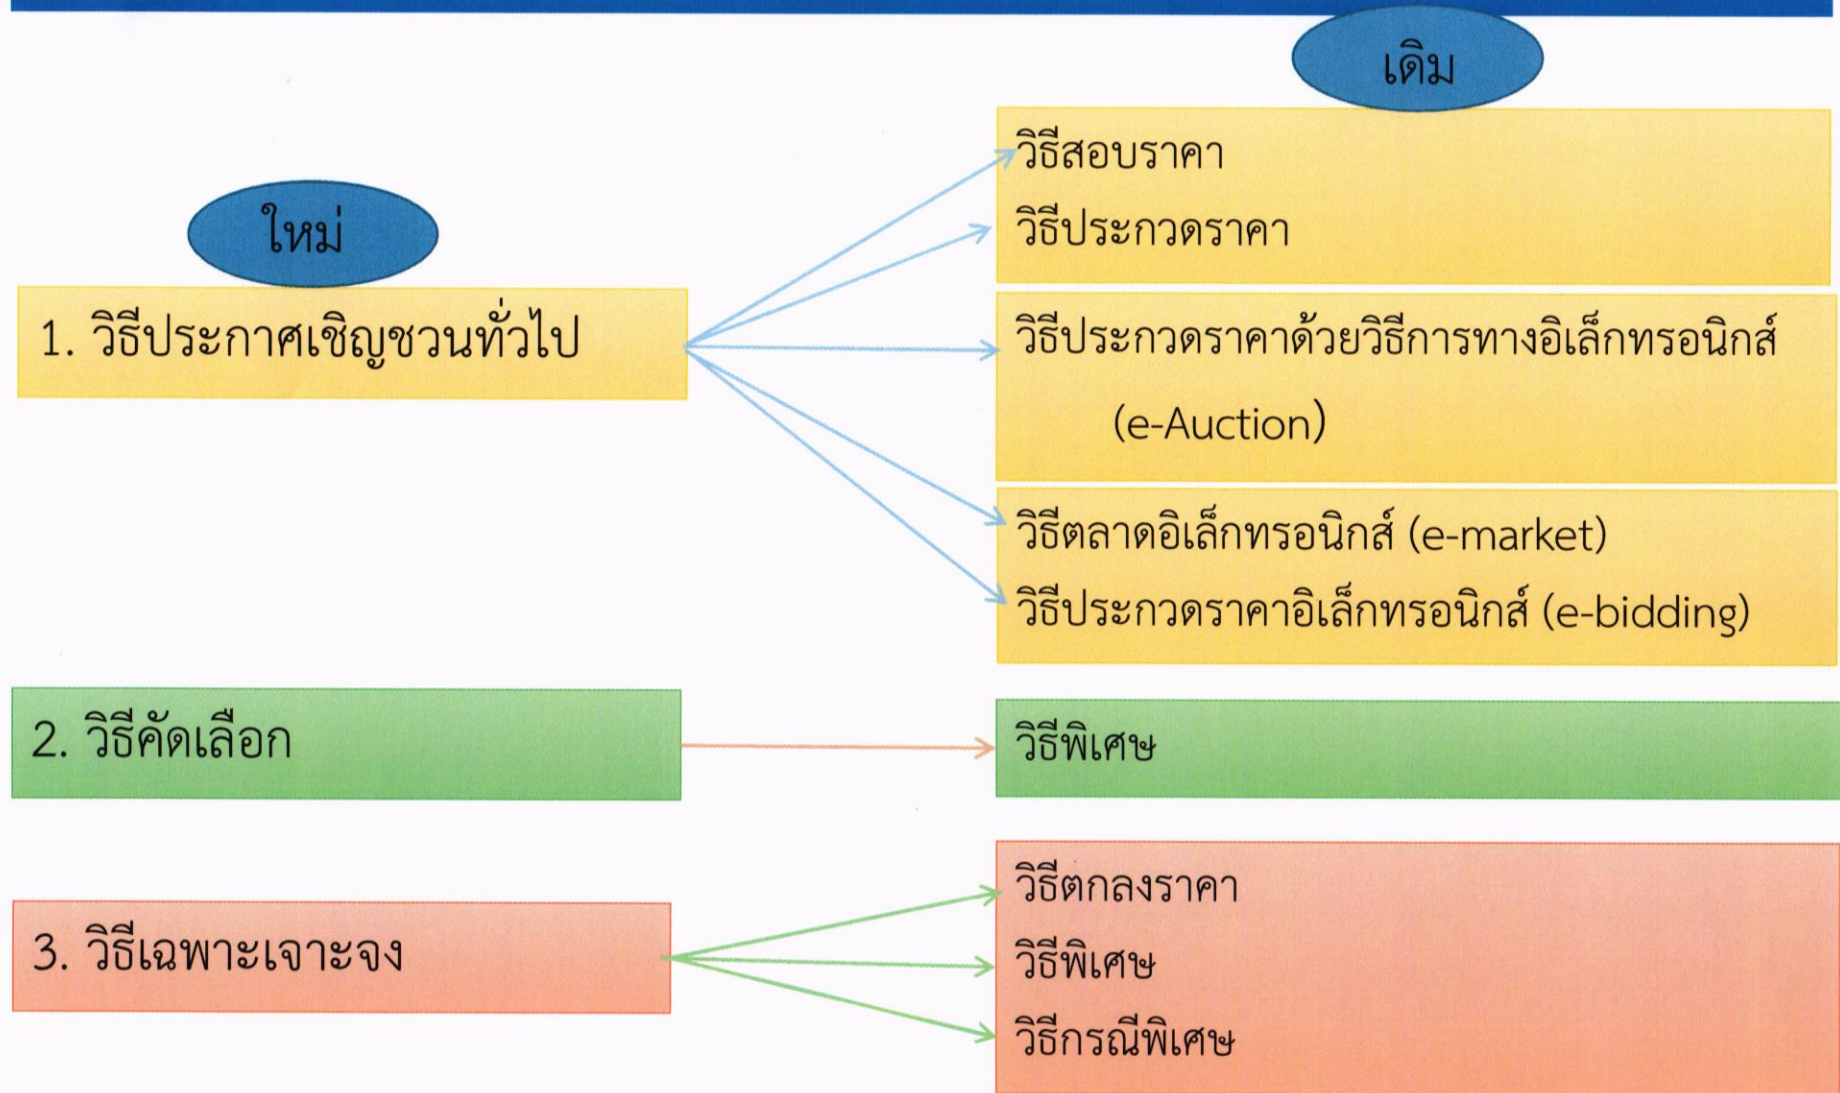 เดิม
ใหม่
1. วิธีประกาศเชิญชวนทั่วไป
วิธีสอบราคา
วิธีประกวดราคา
วิธีประกวดราคาด้วยวิธีการทางอิเล็กทรอนิกส์
(e-Auction)
วิธีตลาดอิเล็กทรอนิกส์ (e-market)
วิธีประกวดราคาอิเล็กทรอนิกส์ (e-bidding)
2. วิธีคัดเลือก
วิธีพิเศษ
3. วิธีเฉพาะเจาะจง
วิธีตกลงราคา
วิธีพิเศษ
วิธีกรณีพิเศษ